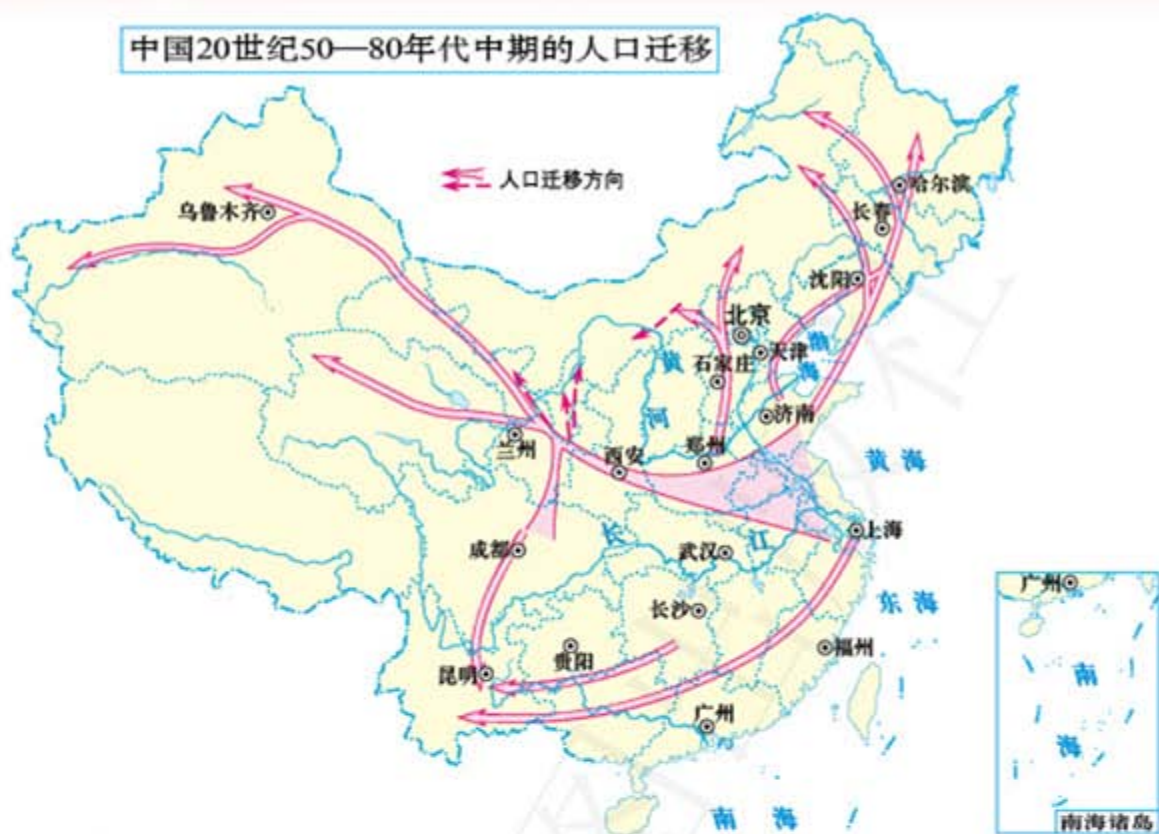 中国20世纪50—80年代中期的人口迁移
人口迁移方向
哈尔滨
乌鲁木齐
长春
沈阳
北京
渤海
天津
石家庄
黄河
济南
兰州
西安
郑州
黄海
上海
成都
长江
武汉
广州
长沙
东海
贵阳
福州
昆明
南海
广州
南海
南海诸岛